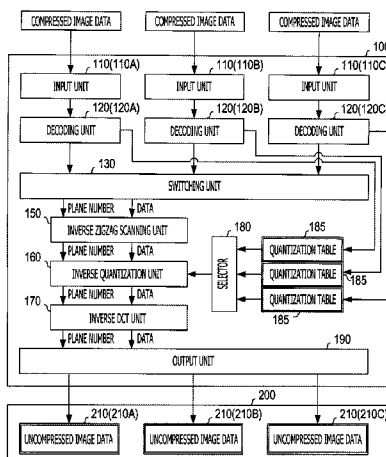 COMPRESSED IMAGE DATA COMPRESSED IMAGE DATA COMPRESSED IMAGE DATA
100
110(110A) 110(110B) 110(110C)
INPUT UNIT INPUT UNIT INPUT UNIT
120(120A) 120(120B) 120(120C)
DECODING UNIT DECODING UNIT DECODING UNIT
130
SWITCHING UNIT
PLANE NUMBER DATA
150
INVERSE ZIGZAG SCANNING UNIT
PLANE NUMBER DATA
160
INVERSE QUANTIZATION UNIT
PLANE NUMBER DATA
170
INVERSE DCT UNIT
PLANE NUMBER DATA
180
SELECTOR
185
QUANTIZATION TABLE
QUANTIZATION TABLE
185
QUANTIZATION TABLE
185
190
OUTPUT UNIT
200
210(210A) 210(210B) 210(210C)
UNCOMPRESSED IMAGE DATA UNCOMPRESSED IMAGE DATA UNCOMPRESSED IMAGE DATA